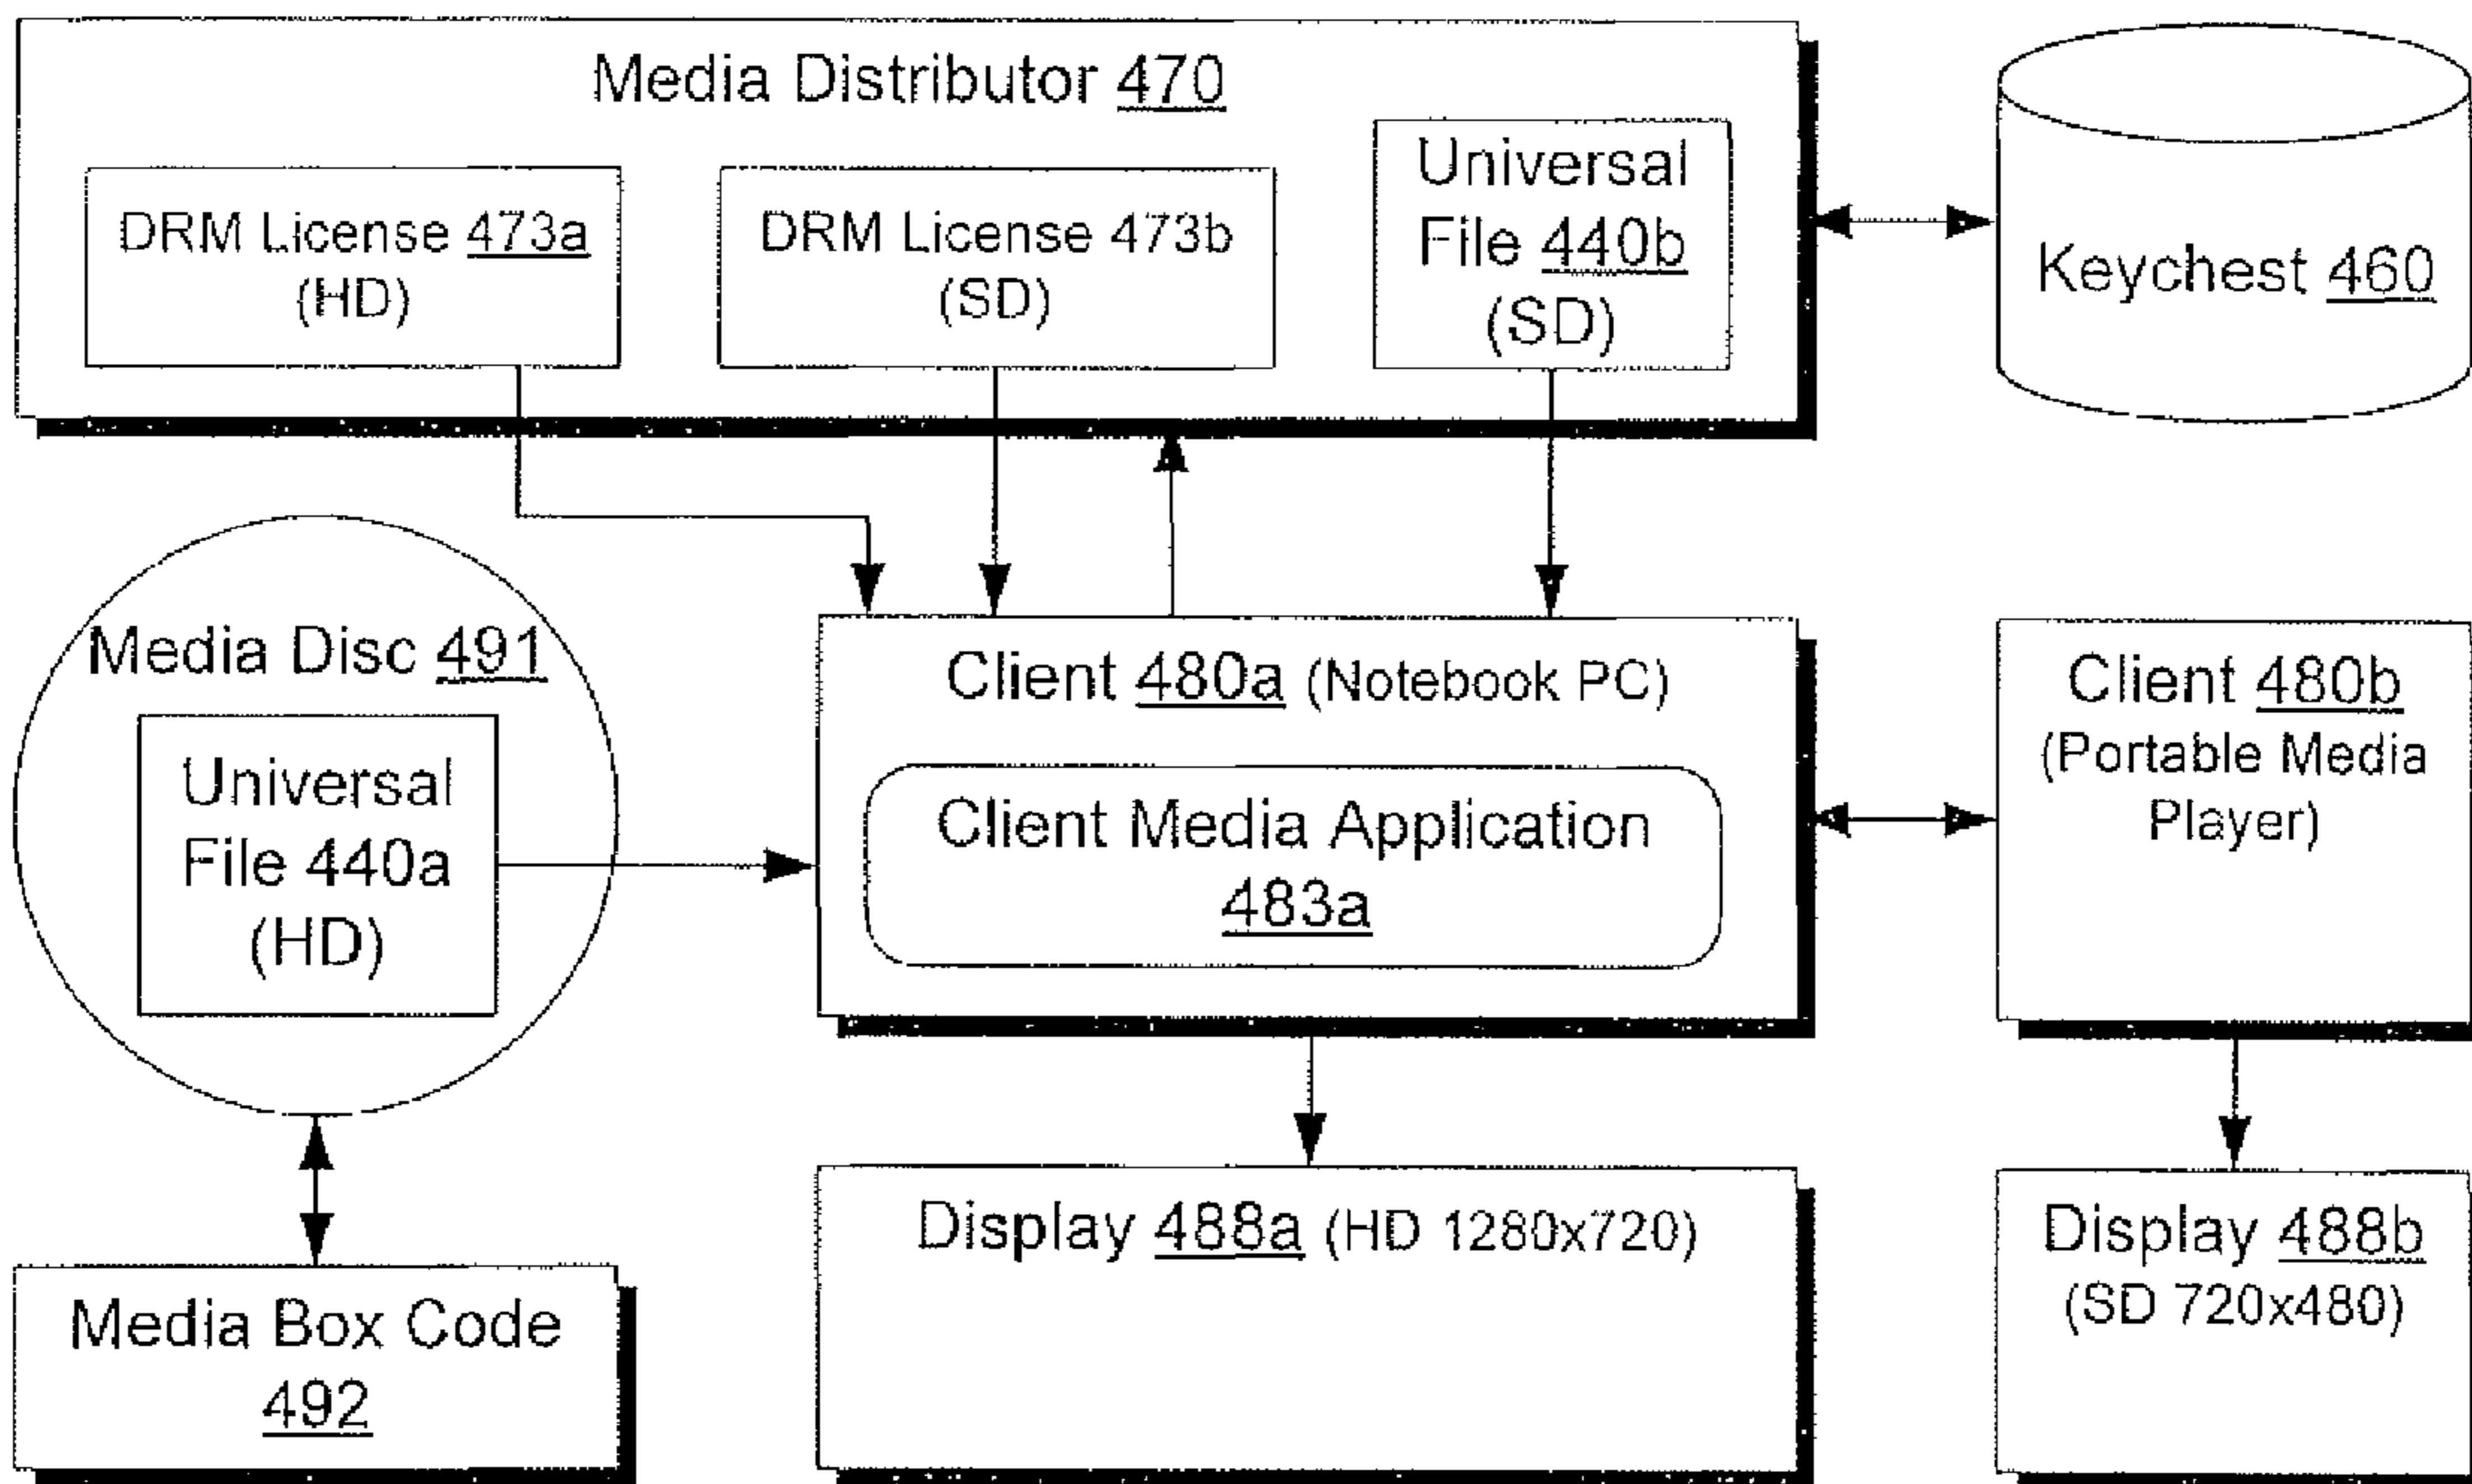 Media Distributor 470
DRM License 473a
(HD)
DRM License 473b
(SD)
Universal
File 440b
(SD)
Keychest 460
Media Disc 491
Universal
File 440a
(HD)
Client 480a (Notebook PC)
Client Media Application
483a
Client 480b
(Portable Media
Player)
Media Box Code
492
Display 488a (HD 1280x720)
Display 488b
(SD 720x480)